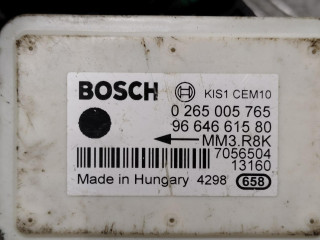 BOSCH KIS1 CEM10
0 265 005 765
96 646 615 80
MM3.R8K
7056504
13160
Made in Hungary 4298 658